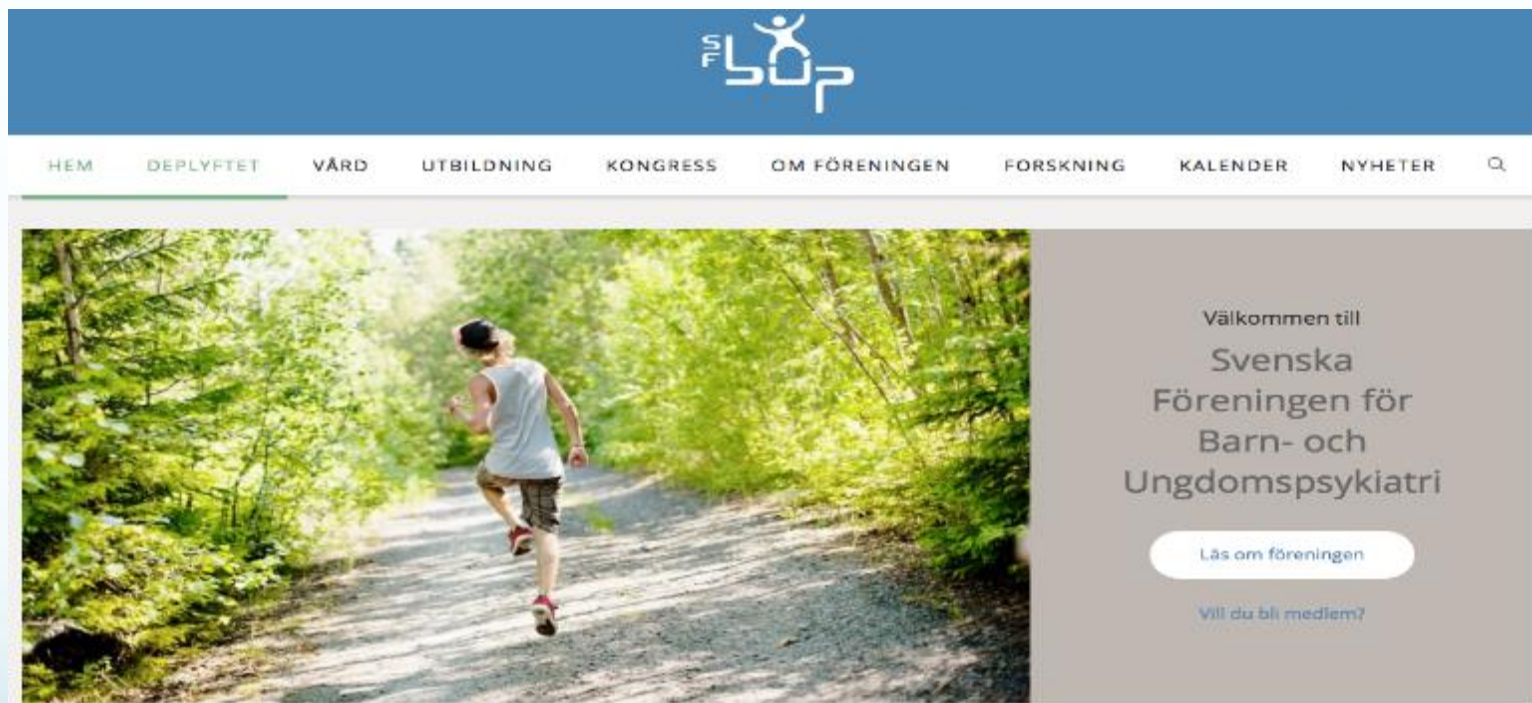 SF bup
HEM DEPLYFTET VÅRD UTBILDNING KONGRESS OM FÖRENINGEN FORSKNING KALENDER NYHETER
Välkommen till
Svenska
Föreningen för
Barn- och
Ungdomspsykiatri
Läs om föreningen
Vill du bli medlem?